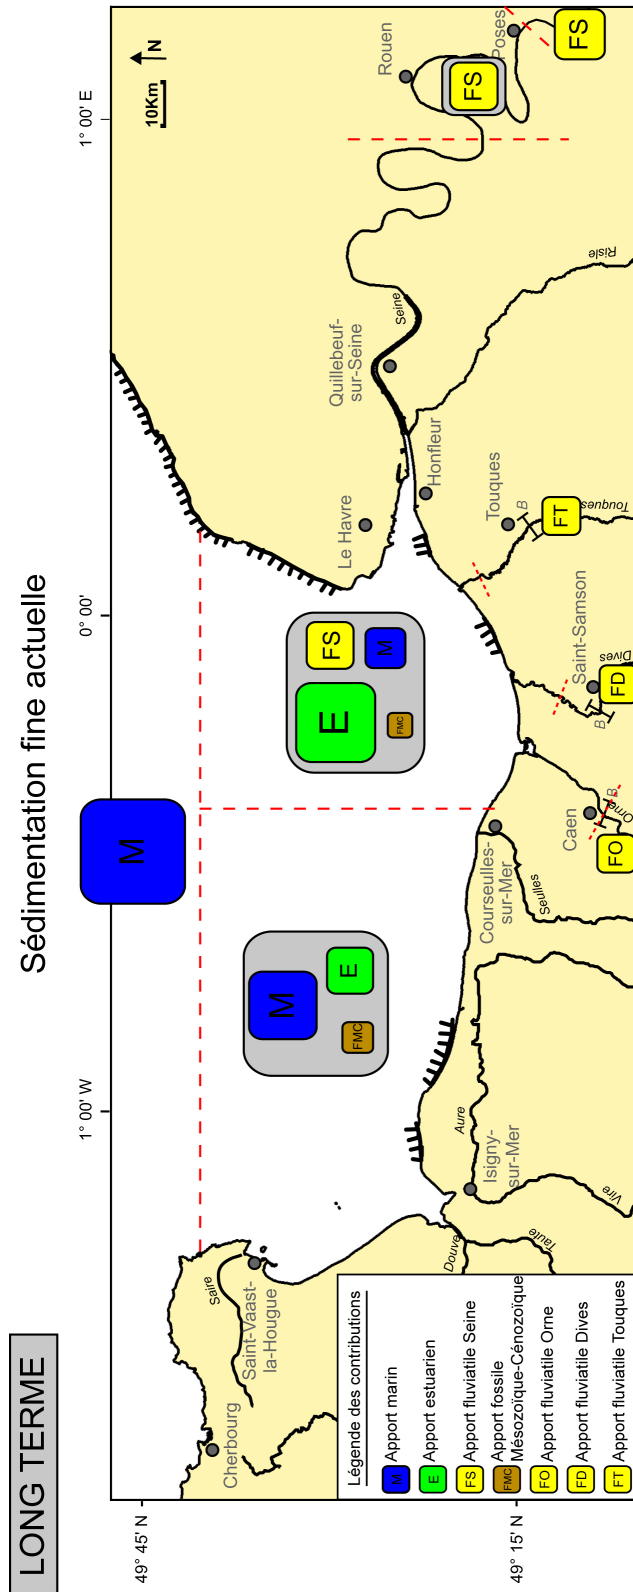 LONG TERME
Sédimentation fine actuelle
1° 00' W
0° 00'
1° 00' E
49° 45' N
49° 15' N
N
10Km
M
M
E
FMC
E
FS
M
FMC
FS
FS
FO
FD
FT
Cherbourg
Saire
Saint-Vaast-
la-Hougue
Douve
Taute
Isigny-
sur-Mer
Aure
Vire
Courseulles-
sur-Mer
Seulles
Caen
Orne
B
Saint-Samson
Dives
B
Touques
Touques
B
Le Havre
Honfleur
Quillebeuf-
sur-Seine
Seine
Risle
Rouen
Poses
Légende des contributions
M Apport marin
E Apport estuarien
FS Apport fluviatile Seine
FMC Apport fossile
Mésozoïque-Cénozoïque
FO Apport fluviatile Orne
FD Apport fluviatile Dives
FT Apport fluviatile Touques